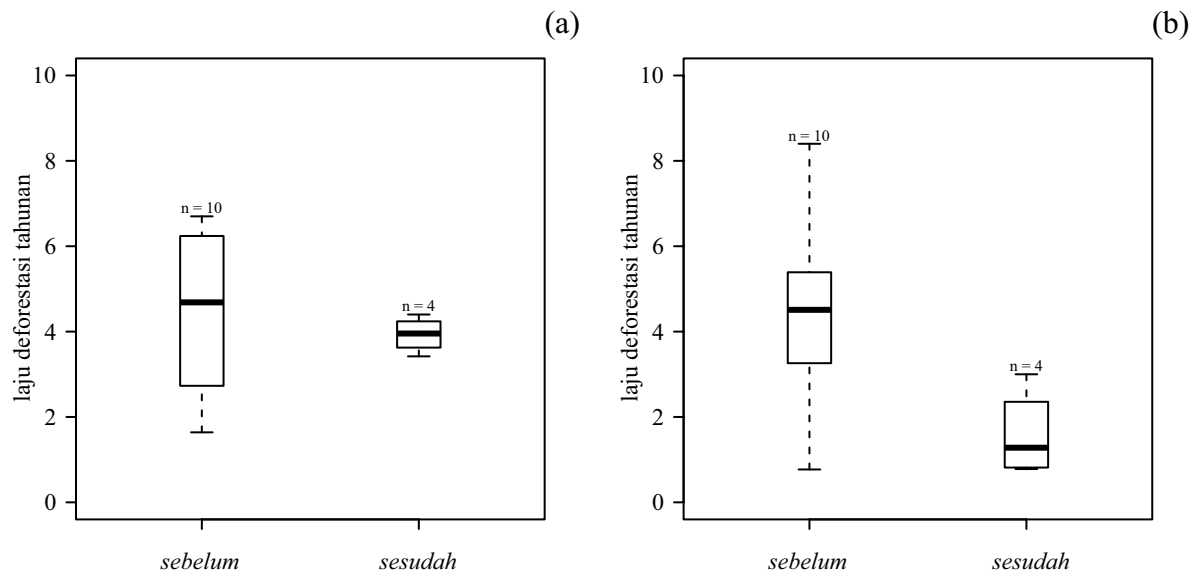 (a)
10
8
6
4
2
0
laju deforestasi tahunan
n = 10
n = 4
sebelum
sesudah
(b)
10
8
6
4
2
0
laju deforestasi tahunan
n = 10
n = 4
sebelum
sesudah